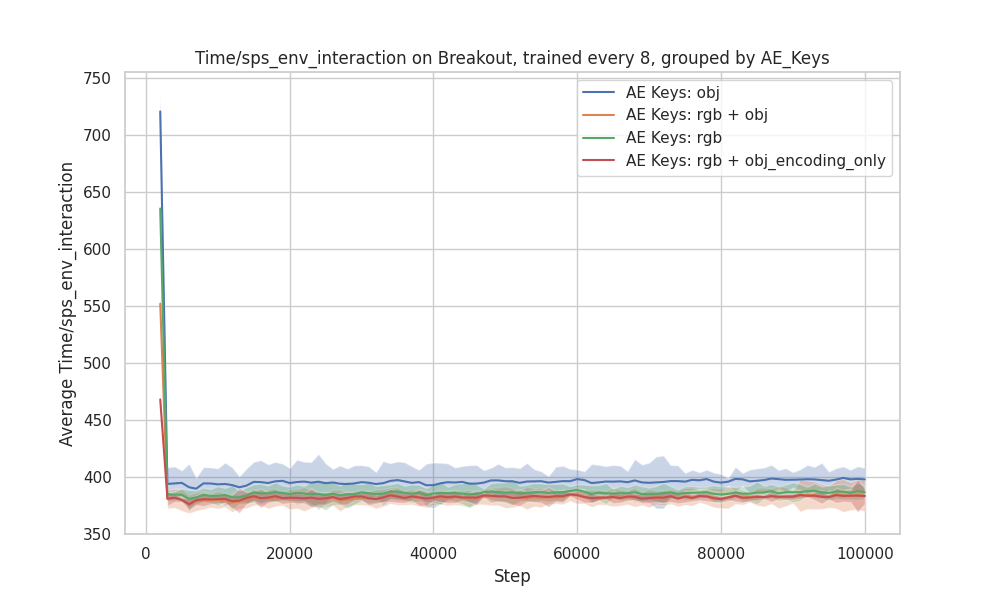 Time/sps_env_interaction on Breakout, trained every 8, grouped by AE_Keys
AE Keys: obj
AE Keys: rgb + obj
AE Keys: rgb
AE Keys: rgb + obj_encoding_only
Average Time/sps_env_interaction
750
700
650
600
550
500
450
400
350
0 20000 40000 60000 80000 100000
Step